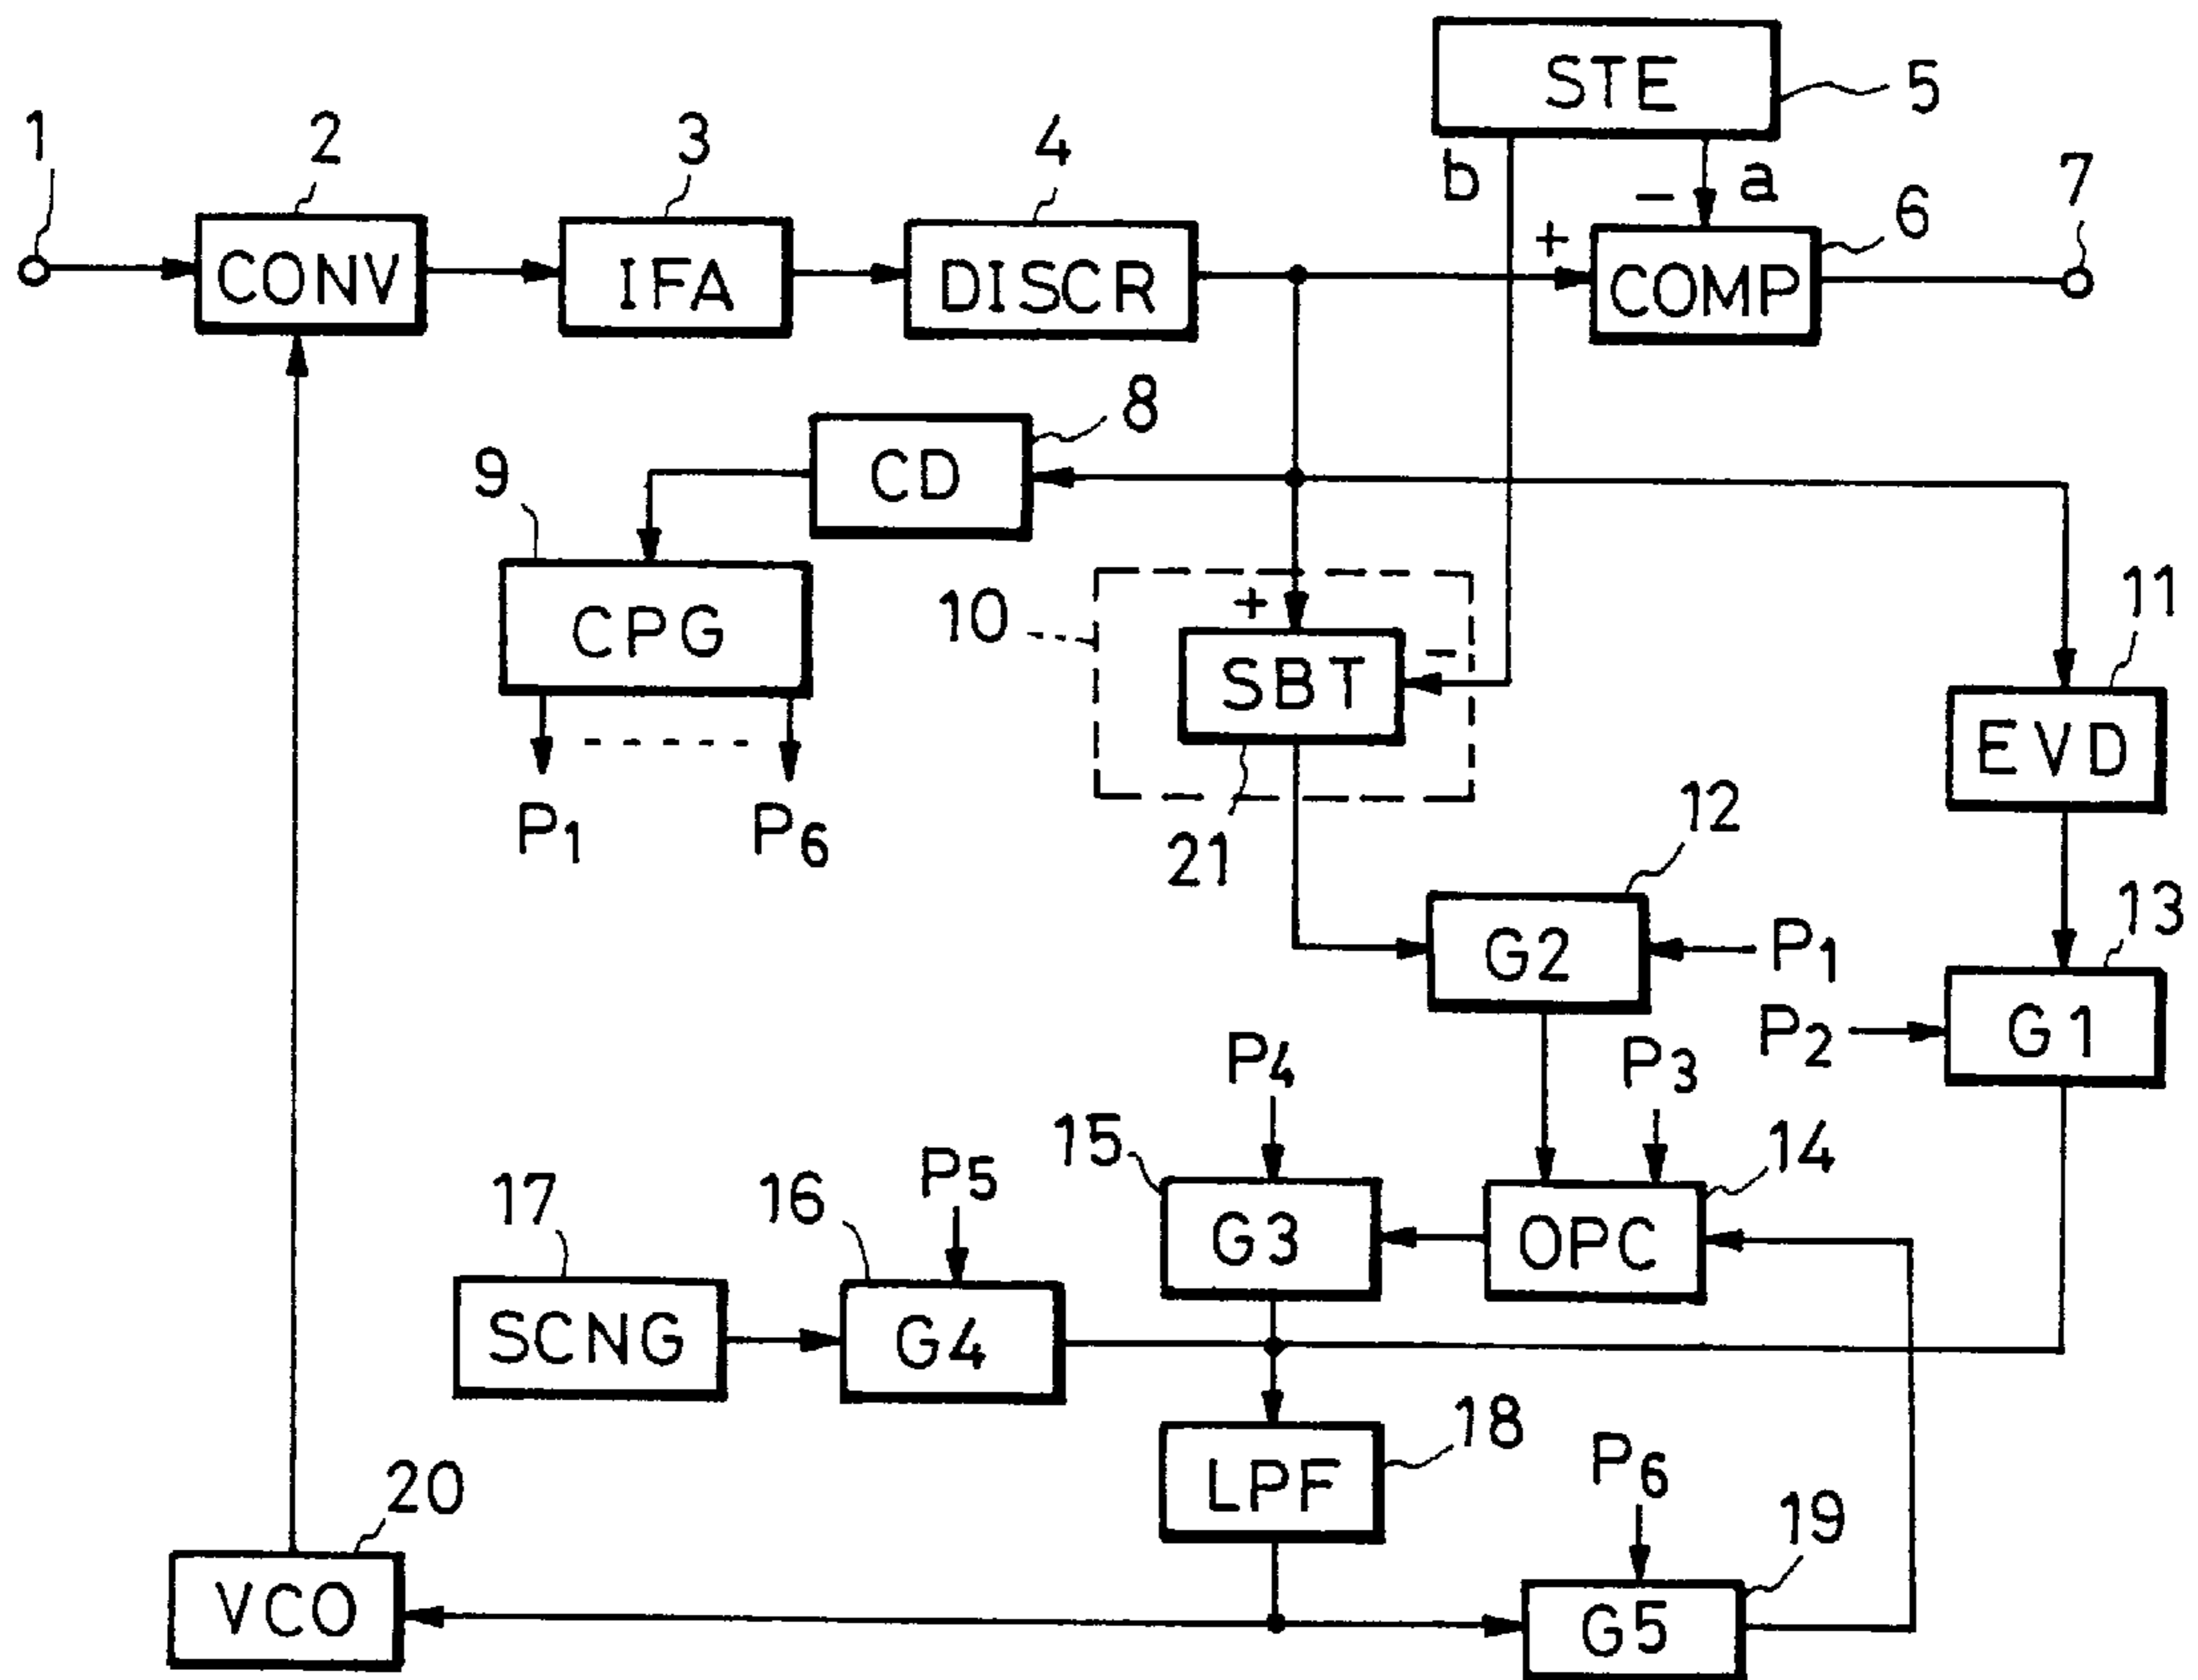 STE
5
1
2
3
4
b
−
a
7
6
+
CONV
IFA
DISCR
COMP
8
9
CD
11
10
+
CPG
−
SBT
EVD
P1
P6
12
21
13
G2
P1
P2
G1
P4
P3
15
14
17
16
P5
G3
OPC
SCNG
G4
18
P6
LPF
20
19
VCO
G5